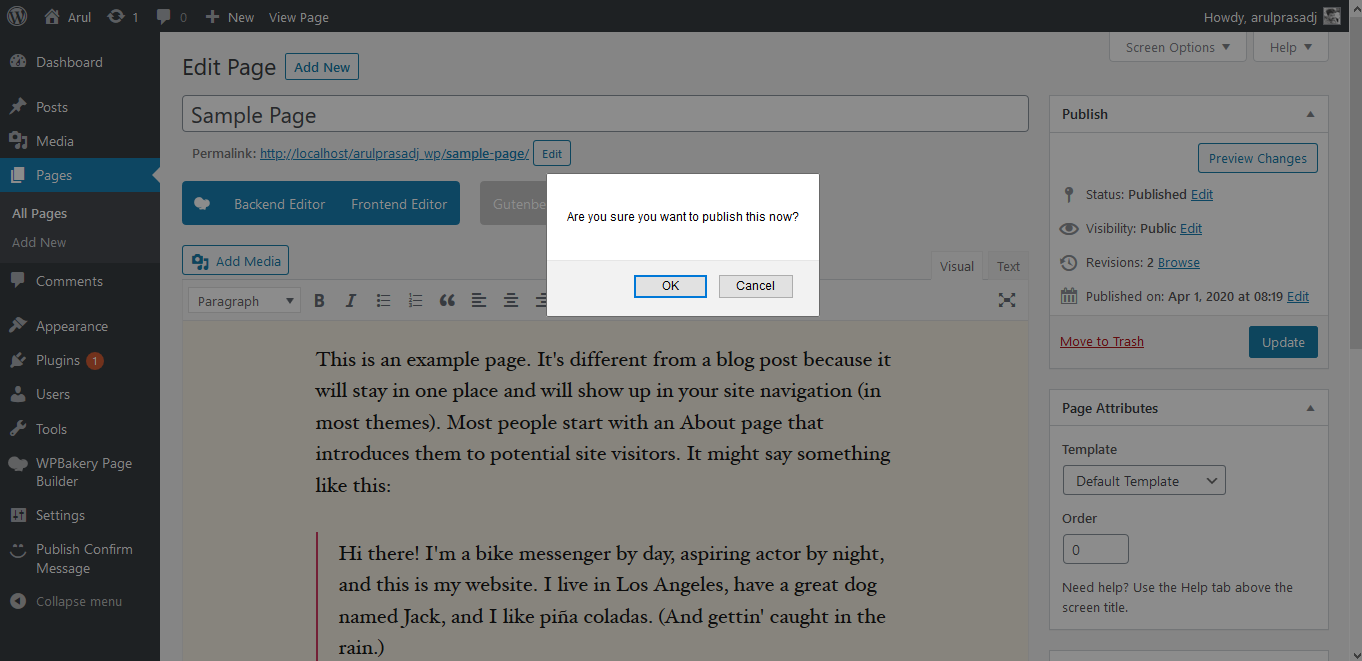 Arul 1 0 New View Page Howdy, arulprasadj
Dashboard
Posts
Media
Pages
All Pages
Add New
Comments
Appearance
Plugins 1
Users
Tools
WPBakery Page
Builder
Settings
Publish Confirm
Message
Collapse menu
Screen Options Help
Edit Page Add New
Sample Page
Permalink: http://localhost/arulprasadj_wp/sample-page/ Edit
Backend Editor Frontend Editor Gutenbe
Add Media
Visual Text
Paragraph B I
Are you sure you want to publish this now?
OK Cancel
This is an example page. It's different from a blog post because it
will stay in one place and will show up in your site navigation (in
most themes). Most people start with an About page that
introduces them to potential site visitors. It might say something
like this:
Hi there! I'm a bike messenger by day, aspiring actor by night,
and this is my website. I live in Los Angeles, have a great dog
named Jack, and I like piña coladas. (And gettin' caught in the
rain.)
Publish
Preview Changes
Status: Published Edit
Visibility: Public Edit
Revisions: 2 Browse
Published on: Apr 1, 2020 at 08:19 Edit
Move to Trash Update
Page Attributes
Template
Default Template
Order
0
Need help? Use the Help tab above the
screen title.